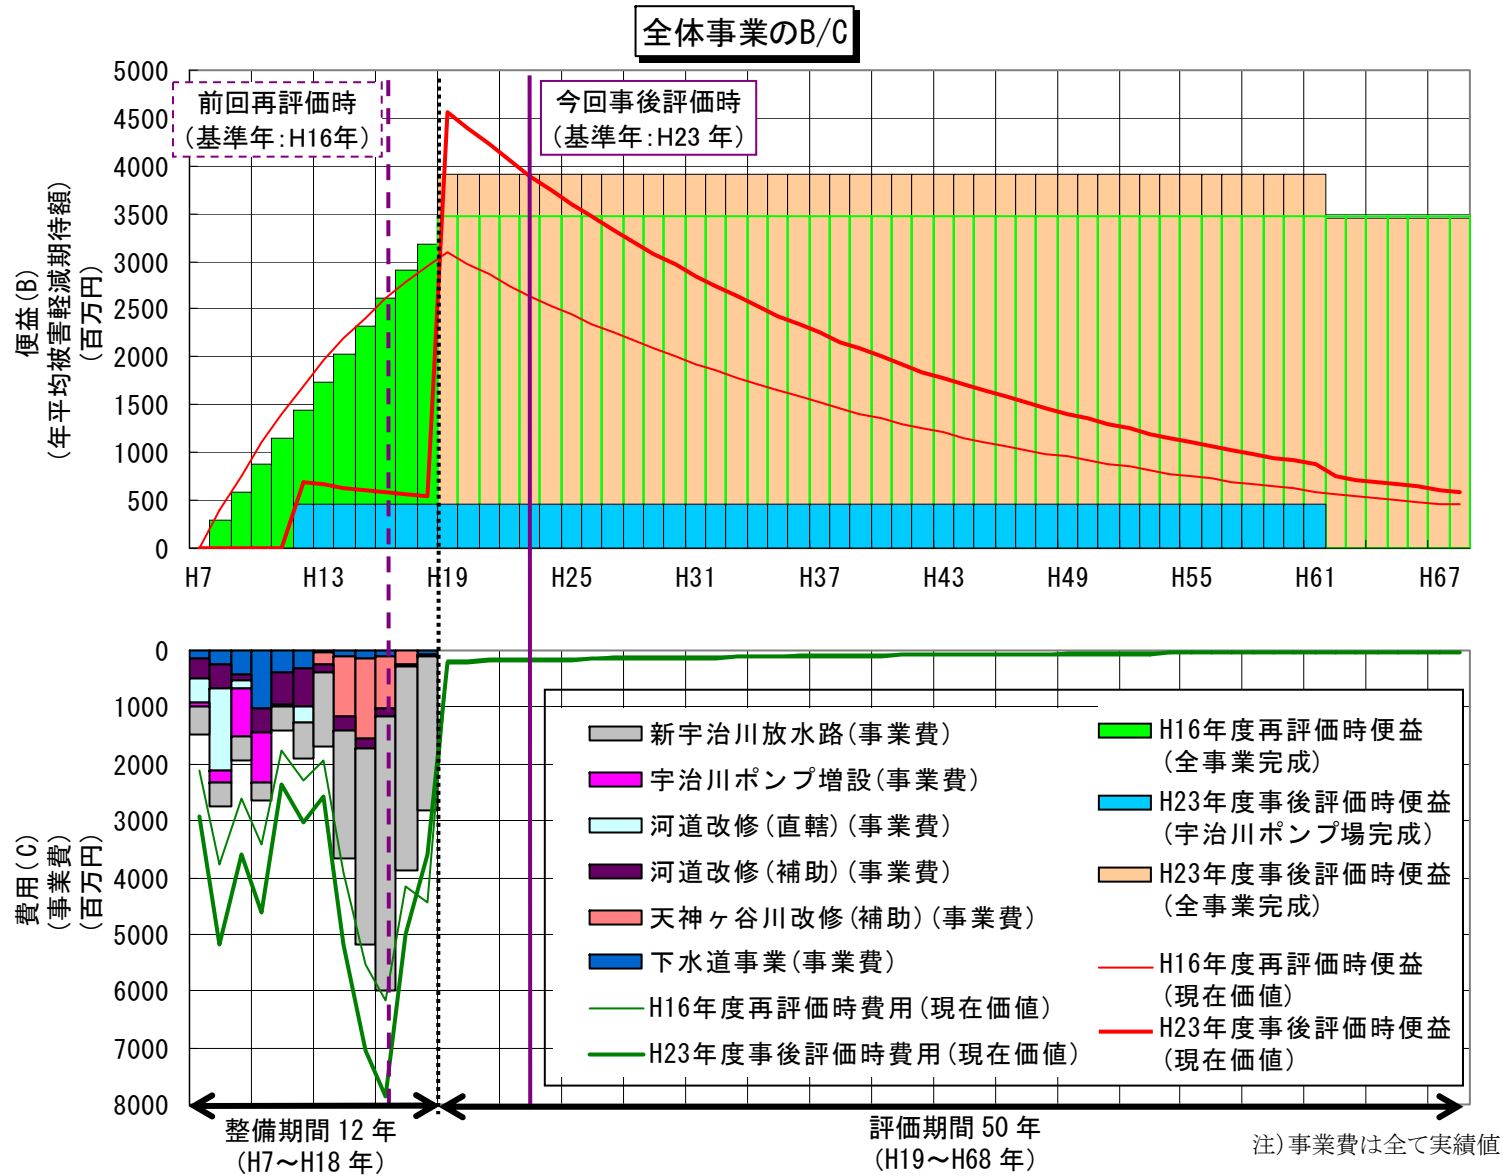 全体事業のB/C
前回再評価時
(基準年:H16年)
今回事後評価時
(基準年:H23 年)
便益(B)
(年平均被害軽減期待額)
(百万円)
5000
4500
4000
3500
3000
2500
2000
1500
1000
500
0
H7 H13 H19 H25 H31 H37 H43 H49 H55 H61 H67
費用(C)
(事業費)
(百万円)
0
1000
2000
3000
4000
5000
6000
7000
8000
新宇治川放水路(事業費)
宇治川ポンプ増設(事業費)
河道改修(直轄)(事業費)
河道改修(補助)(事業費)
天神ヶ谷川改修(補助)(事業費)
下水道事業(事業費)
H16年度再評価時費用(現在価値)
H23年度事後評価時費用(現在価値)
H16年度再評価時便益
(全事業完成)
H23年度事後評価時便益
(宇治川ポンプ場完成)
H23年度事後評価時便益
(全事業完成)
H16年度再評価時便益
(現在価値)
H23年度事後評価時便益
(現在価値)
整備期間 12 年
(H7～H18 年)
評価期間 50 年
(H19～H68 年)
注)事業費は全て実績値